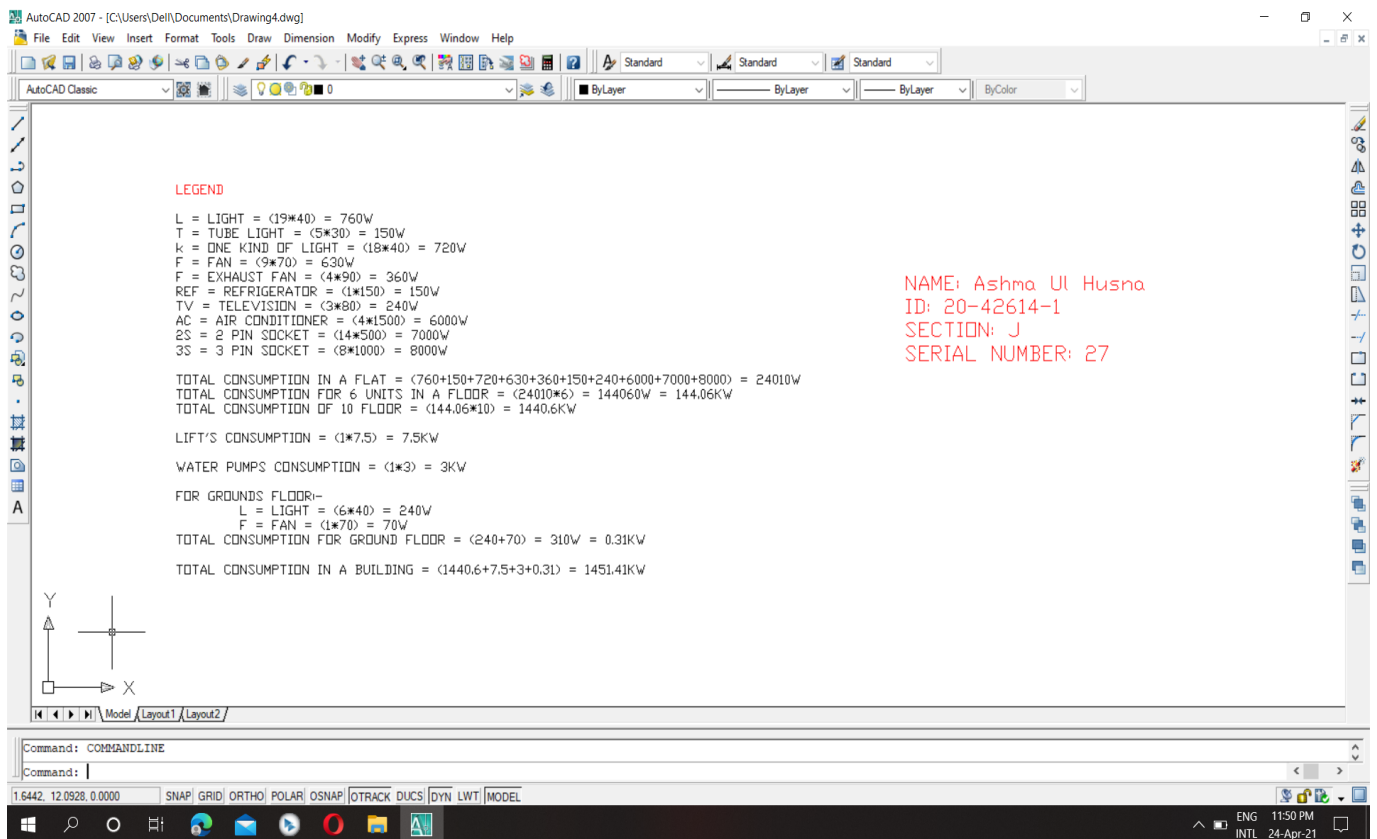 AutoCAD 2007 - [C:\Users\Dell\Documents\Drawing4.dwg]
File Edit View Insert Format Tools Draw Dimension Modify Express Window Help
Standard Standard Standard
AutoCAD Classic 0 ByLayer ByLayer ByLayer ByColor
LEGEND
L = LIGHT = (19*40) = 760W
T = TUBE LIGHT = (5*30) = 150W
k = ONE KIND OF LIGHT = (18*40) = 720W
F = FAN = (9*70) = 630W
F = EXHAUST FAN = (4*90) = 360W
REF = REFRIGERATOR = (1*150) = 150W
TV = TELEVISION = (3*80) = 240W
AC = AIR CONDITIONER = (4*1500) = 6000W
2S = 2 PIN SOCKET = (14*500) = 7000W
3S = 3 PIN SOCKET = (8*1000) = 8000W
TOTAL CONSUMPTION IN A FLAT = (760+150+720+630+360+150+240+6000+7000+8000) = 24010W
TOTAL CONSUMPTION FOR 6 UNITS IN A FLOOR = (24010*6) = 144060W = 144.06KW
TOTAL CONSUMPTION OF 10 FLOOR = (144.06*10) = 1440.6KW
LIFT'S CONSUMPTION = (1*7.5) = 7.5KW
WATER PUMPS CONSUMPTION = (1*3) = 3KW
FOR GROUNDS FLOOR:-
L = LIGHT = (6*40) = 240W
F = FAN = (1*70) = 70W
TOTAL CONSUMPTION FOR GROUND FLOOR = (240+70) = 310W = 0.31KW
TOTAL CONSUMPTION IN A BUILDING = (1440.6+7.5+3+0.31) = 1451.41KW
NAME: Ashma Ul Husna
ID: 20-42614-1
SECTION: J
SERIAL NUMBER: 27
Y
X
A
Model Layout1 Layout2
Command: COMMANDLINE
Command:
1.6442, 12.0928, 0.0000 SNAP GRID ORTHO POLAR OSNAP OTRACK DUCS DYN LWT MODEL
ENG 11:50 PM
INTL 24-Apr-21